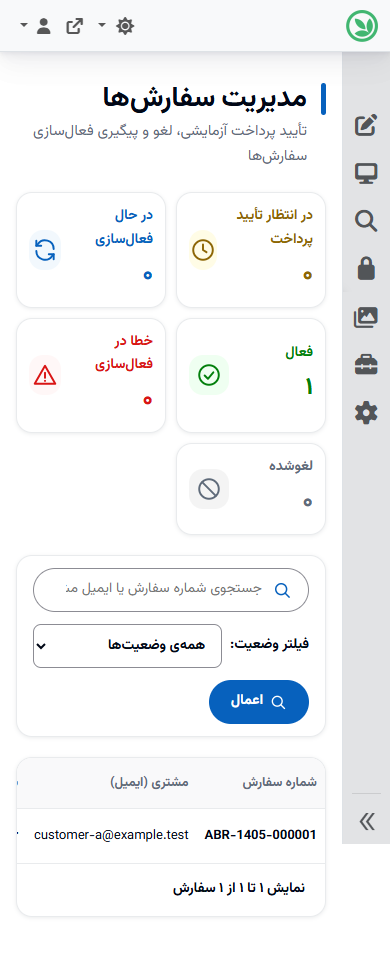 مدیریت سفارش‌ها
تأیید پرداخت آزمایشی، لغو و پیگیری فعال‌سازی
سفارش‌ها
در انتظار تأیید
پرداخت
۰
در حال
فعال‌سازی
۰
فعال
۱
خطا در
فعال‌سازی
۰
لغوشده
۰
جستجوی شماره سفارش یا ایمیل
فیلتر وضعیت:
همه‌ی وضعیت‌ها
اعمال
شماره سفارش
مشتری (ایمیل)
ABR-1405-000001
customer-a@example.test
نمایش ۱ تا ۱ از ۱ سفارش